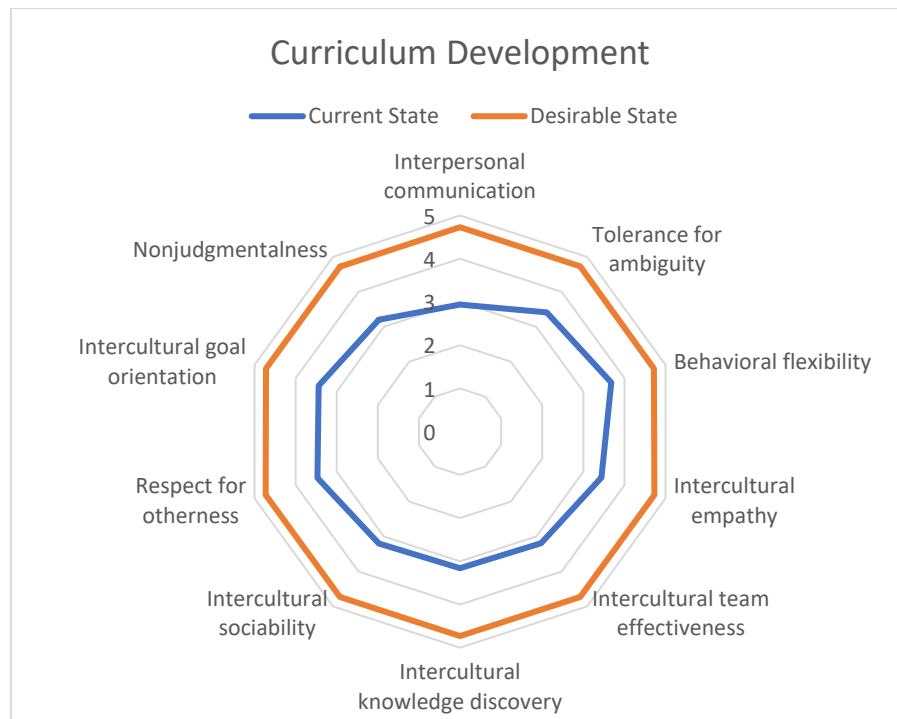 Curriculum Development
Current State
Desirable State
Interpersonal
communication
5
4
3
2
1
0
Tolerance for
ambiguity
Behavioral flexibility
Intercultural
empathy
Intercultural team
effectiveness
Intercultural
knowledge discovery
Intercultural
sociability
Respect for
otherness
Intercultural goal
orientation
Nonjudgmentalness